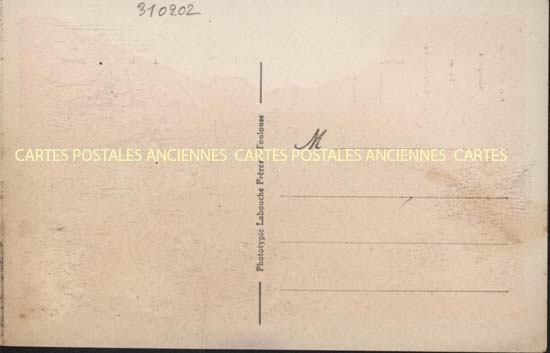 310202
M
CARTES POSTALES ANCIENNES CARTES POSTALES ANCIENNES CARTES
Phototypie Labouche Frères Toulouse